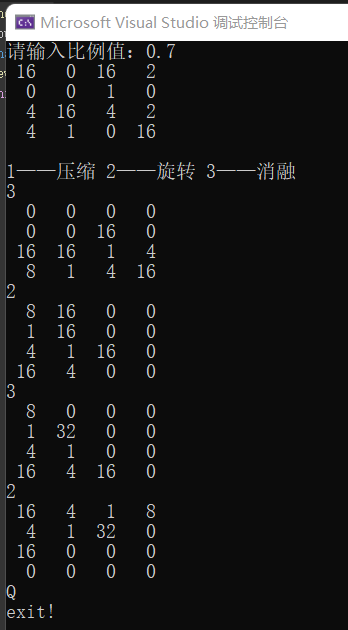 Microsoft Visual Studio 调试控制台
请输入比例值：0.7
16 0 16 2
0 0 1 0
4 16 4 2
4 1 0 16
1——压缩 2——旋转 3——消融
3
0 0 0 0
0 0 16 0
16 16 1 4
8 1 4 16
2
8 16 0 0
1 16 0 0
4 1 16 0
16 4 0 0
3
8 0 0 0
1 32 0 0
4 1 0 0
16 4 16 0
2
16 4 1 8
4 1 32 0
16 0 0 0
0 0 0 0
Q
exit!